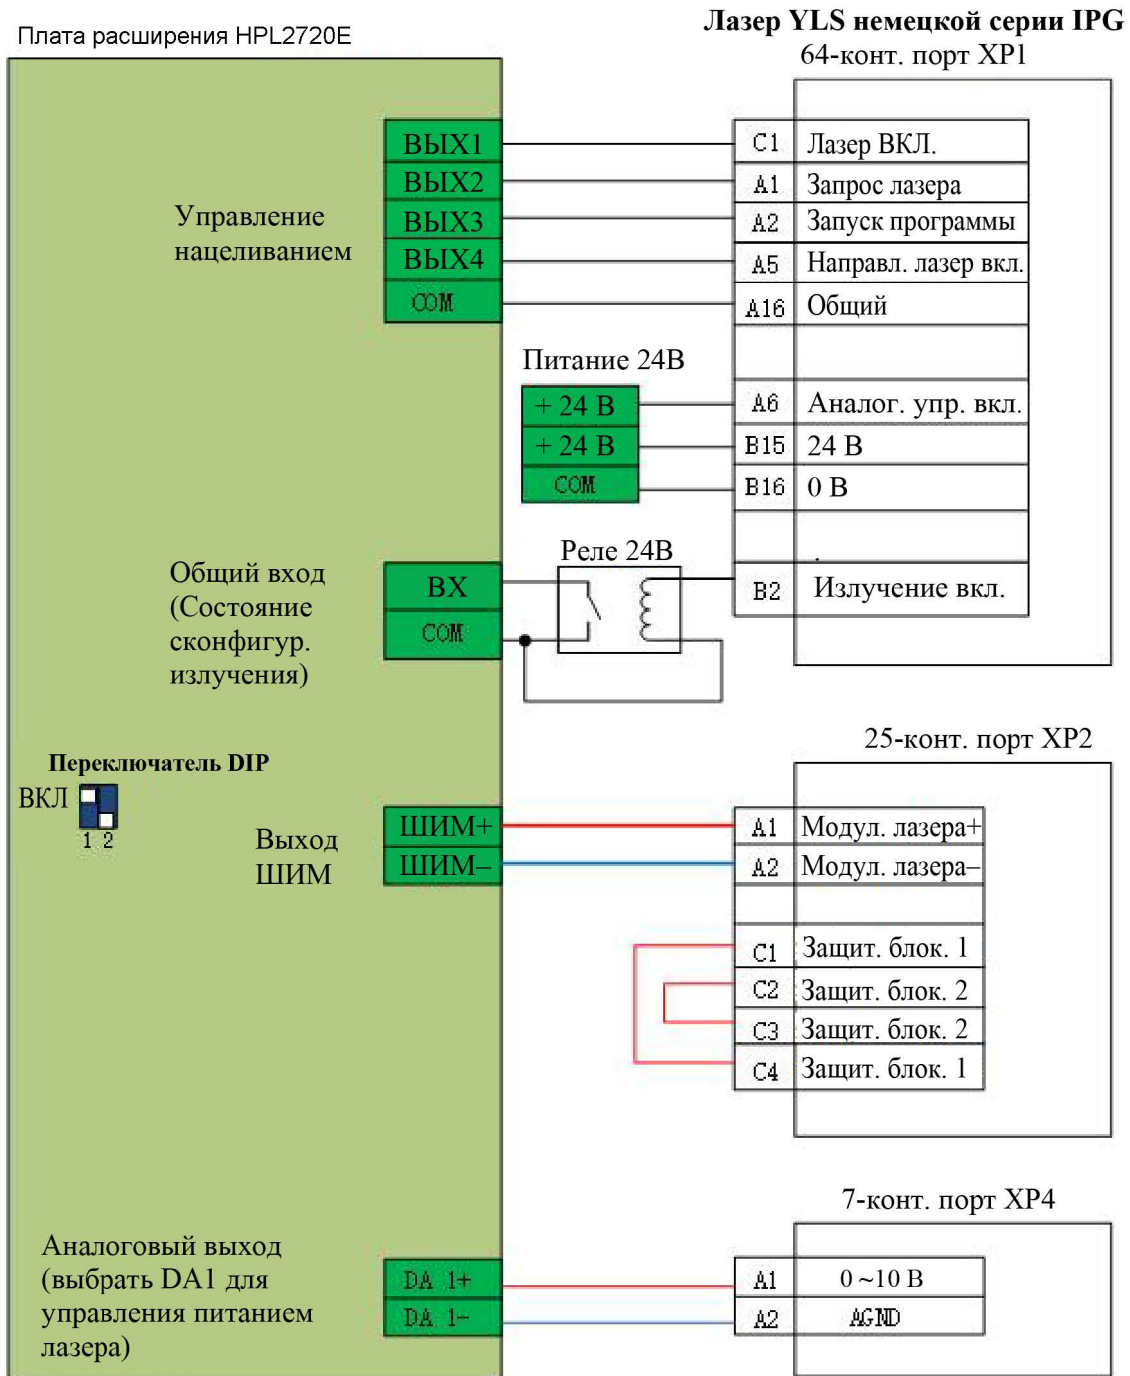 Лазер YLS немецкой серии IPG
Плата расширения HPL2720E
64-конт. порт XP1
ВЫХ1
C1 Лазер ВКЛ.
ВЫХ2
A1 Запрос лазера
Управление
нацеливанием
ВЫХ3
A2 Запуск программы
ВЫХ4
A5 Направл. лазер вкл.
COM
A16 Общий
Питание 24В
+ 24 В
A6 Аналог. упр. вкл.
+ 24 В
B15 24 В
COM
B16 0 В
Реле 24В
Общий вход
(Состояние
сконфигур.
излучения)
ВХ
COM
B2 Излучение вкл.
25-конт. порт XP2
Переключатель DIP
ВКЛ
1 2
Выход
ШИМ
ШИМ+
A1 Модул. лазера+
ШИМ–
A2 Модул. лазера–
C1 Защит. блок. 1
C2 Защит. блок. 2
C3 Защит. блок. 2
C4 Защит. блок. 1
7-конт. порт XP4
Аналоговый выход
(выбрать DA1 для
управления питанием
лазера)
DA 1+
A1 0 ~10 В
DA 1-
A2 AGND